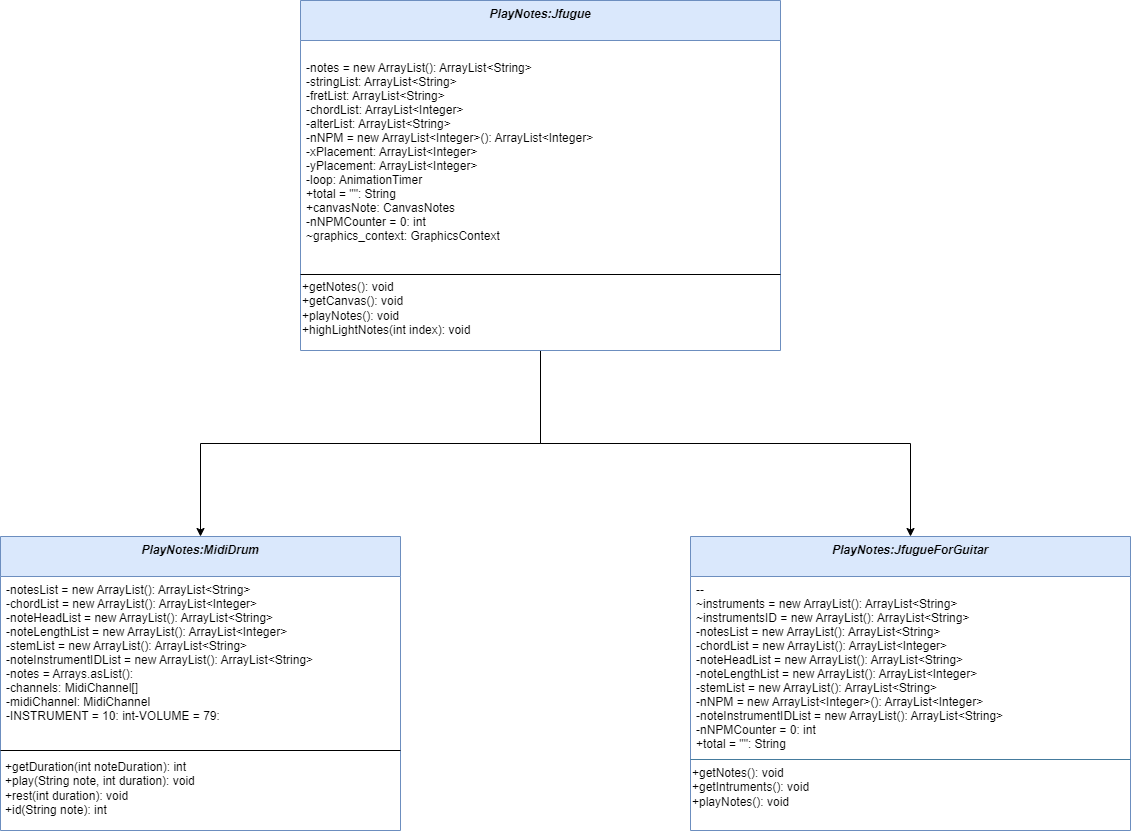 PlayNotes:Jfugue
-notes = new ArrayList(): ArrayList<String>
-stringList: ArrayList<String>
-fretList: ArrayList<String>
-chordList: ArrayList<Integer>
-alterList: ArrayList<String>
-nNPM = new ArrayList<Integer>(): ArrayList<Integer>
-xPlacement: ArrayList<Integer>
-yPlacement: ArrayList<Integer>
-loop: AnimationTimer
+total = "": String
+canvasNote: CanvasNotes
-nNPMCounter = 0: int
~graphics_context: GraphicsContext
+getNotes(): void
+getCanvas(): void
+playNotes(): void
+highLightNotes(int index): void
PlayNotes:MidiDrum
-notesList = new ArrayList(): ArrayList<String>
-chordList = new ArrayList(): ArrayList<Integer>
-noteHeadList = new ArrayList(): ArrayList<String>
-noteLengthList = new ArrayList(): ArrayList<Integer>
-stemList = new ArrayList(): ArrayList<String>
-noteInstrumentIDList = new ArrayList(): ArrayList<String>
-notes = Arrays.asList():
-channels: MidiChannel[]
-midiChannel: MidiChannel
-INSTRUMENT = 10: int-VOLUME = 79:
+getDuration(int noteDuration): int
+play(String note, int duration): void
+rest(int duration): void
+id(String note): int
PlayNotes:JfugueForGuitar
--
~instruments = new ArrayList(): ArrayList<String>
~instrumentsID = new ArrayList(): ArrayList<String>
-notesList = new ArrayList(): ArrayList<String>
-chordList = new ArrayList(): ArrayList<Integer>
-noteHeadList = new ArrayList(): ArrayList<String>
-noteLengthList = new ArrayList(): ArrayList<Integer>
-stemList = new ArrayList(): ArrayList<String>
-nNPM = new ArrayList<Integer>(): ArrayList<Integer>
-noteInstrumentIDList = new ArrayList(): ArrayList<String>
-nNPMCounter = 0: int
+total = "": String
+getNotes(): void
+getIntruments(): void
+playNotes(): void